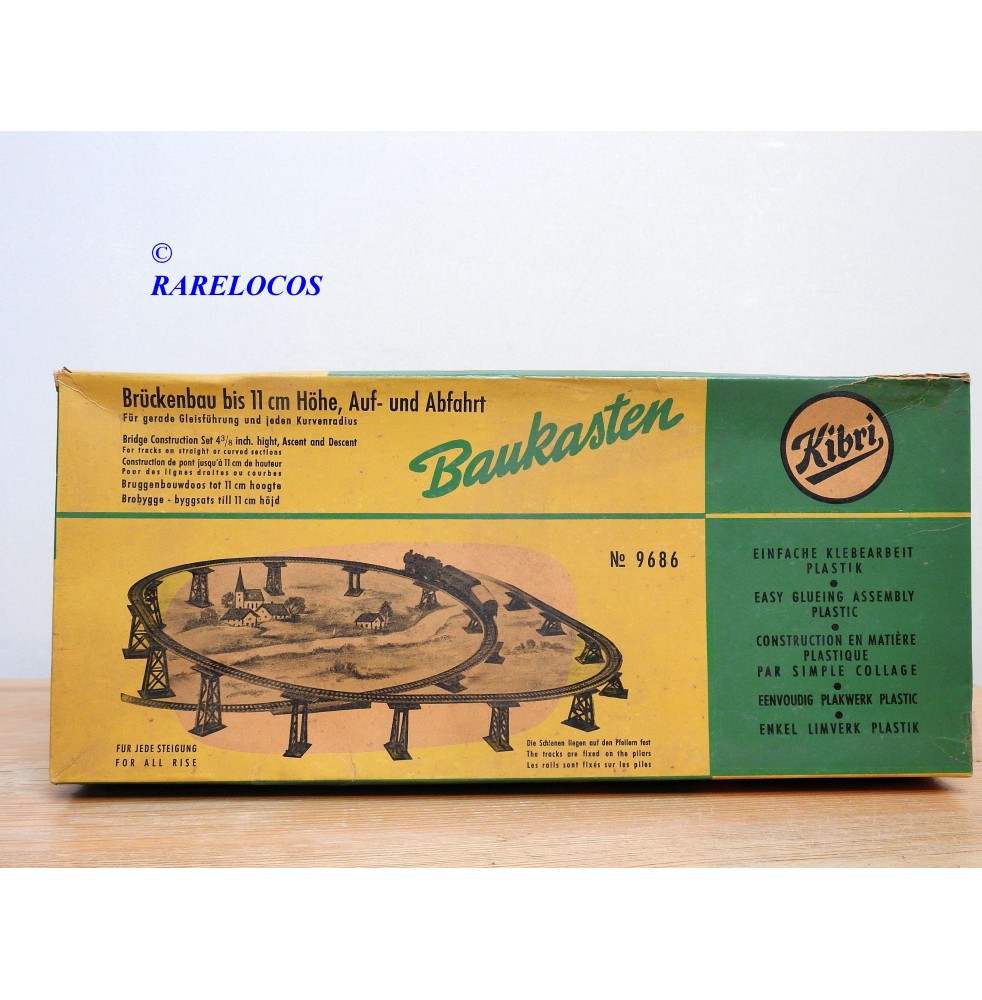 ©
RARELOCOS
Brückenbau bis 11 cm Höhe, Auf- und Abfahrt
Für gerade Gleisführung und jeden Kurvenradius
Bridge Construction Set 4 3/8 inch. hight, Ascent and Descent
For tracks on straight or curved sections
Construction de pont jusqu'à 11 cm de hauteur
Pour des lignes droites ou courbes
Bruggenbouwdoos tot 11 cm hoogte
Brobygge - byggsats till 11 cm höjd
Baukasten
Kibri
№ 9686
EINFACHE KLEBEARBEIT
PLASTIK
EASY GLUEING ASSEMBLY
PLASTIC
CONSTRUCTION EN MATIÈRE
PLASTIQUE
PAR SIMPLE COLLAGE
EENVOUDIG PLAKWERK PLASTIC
ENKEL LIMVERK PLASTIK
FUR JEDE STEIGUNG
FOR ALL RISE
Die Schienen liegen auf den Pfeilern fest
The tracks are fixed on the pilars
Les rails sont fixés sur les piles